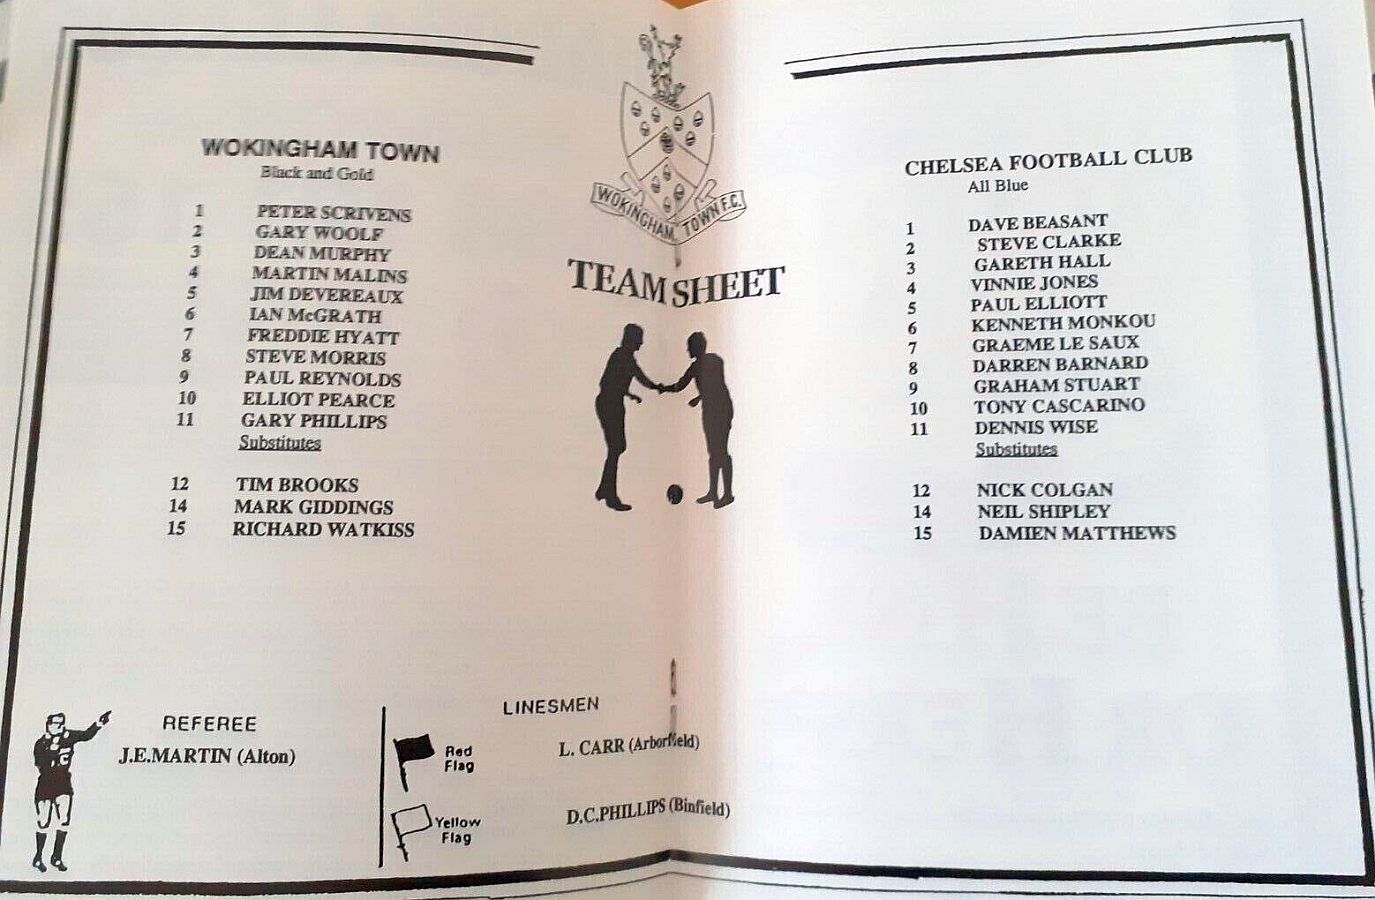 WOKINGHAM TOWN
Black and Gold
1 PETER SCRIVENS
2 GARY WOOLF
3 DEAN MURPHY
4 MARTIN MALINS
5 JIM DEVEREAUX
6 IAN McGRATH
7 FREDDIE HYATT
8 STEVE MORRIS
9 PAUL REYNOLDS
10 ELLIOT PEARCE
11 GARY PHILLIPS
Substitutes
12 TIM BROOKS
14 MARK GIDDINGS
15 RICHARD WATKISS
WOKINGHAM TOWN F.C.
TEAM SHEET
CHELSEA FOOTBALL CLUB
All Blue
1 DAVE BEASANT
2 STEVE CLARKE
3 GARETH HALL
4 VINNIE JONES
5 PAUL ELLIOTT
6 KENNETH MONKOU
7 GRAEME LE SAUX
8 DARREN BARNARD
9 GRAHAM STUART
10 TONY CASCARINO
11 DENNIS WISE
Substitutes
12 NICK COLGAN
14 NEIL SHIPLEY
15 DAMIEN MATTHEWS
REFEREE
J.E.MARTIN (Alton)
LINESMEN
Red
Flag
L. CARR (Arborfield)
Yellow
Flag
D.C.PHILLIPS (Binfield)